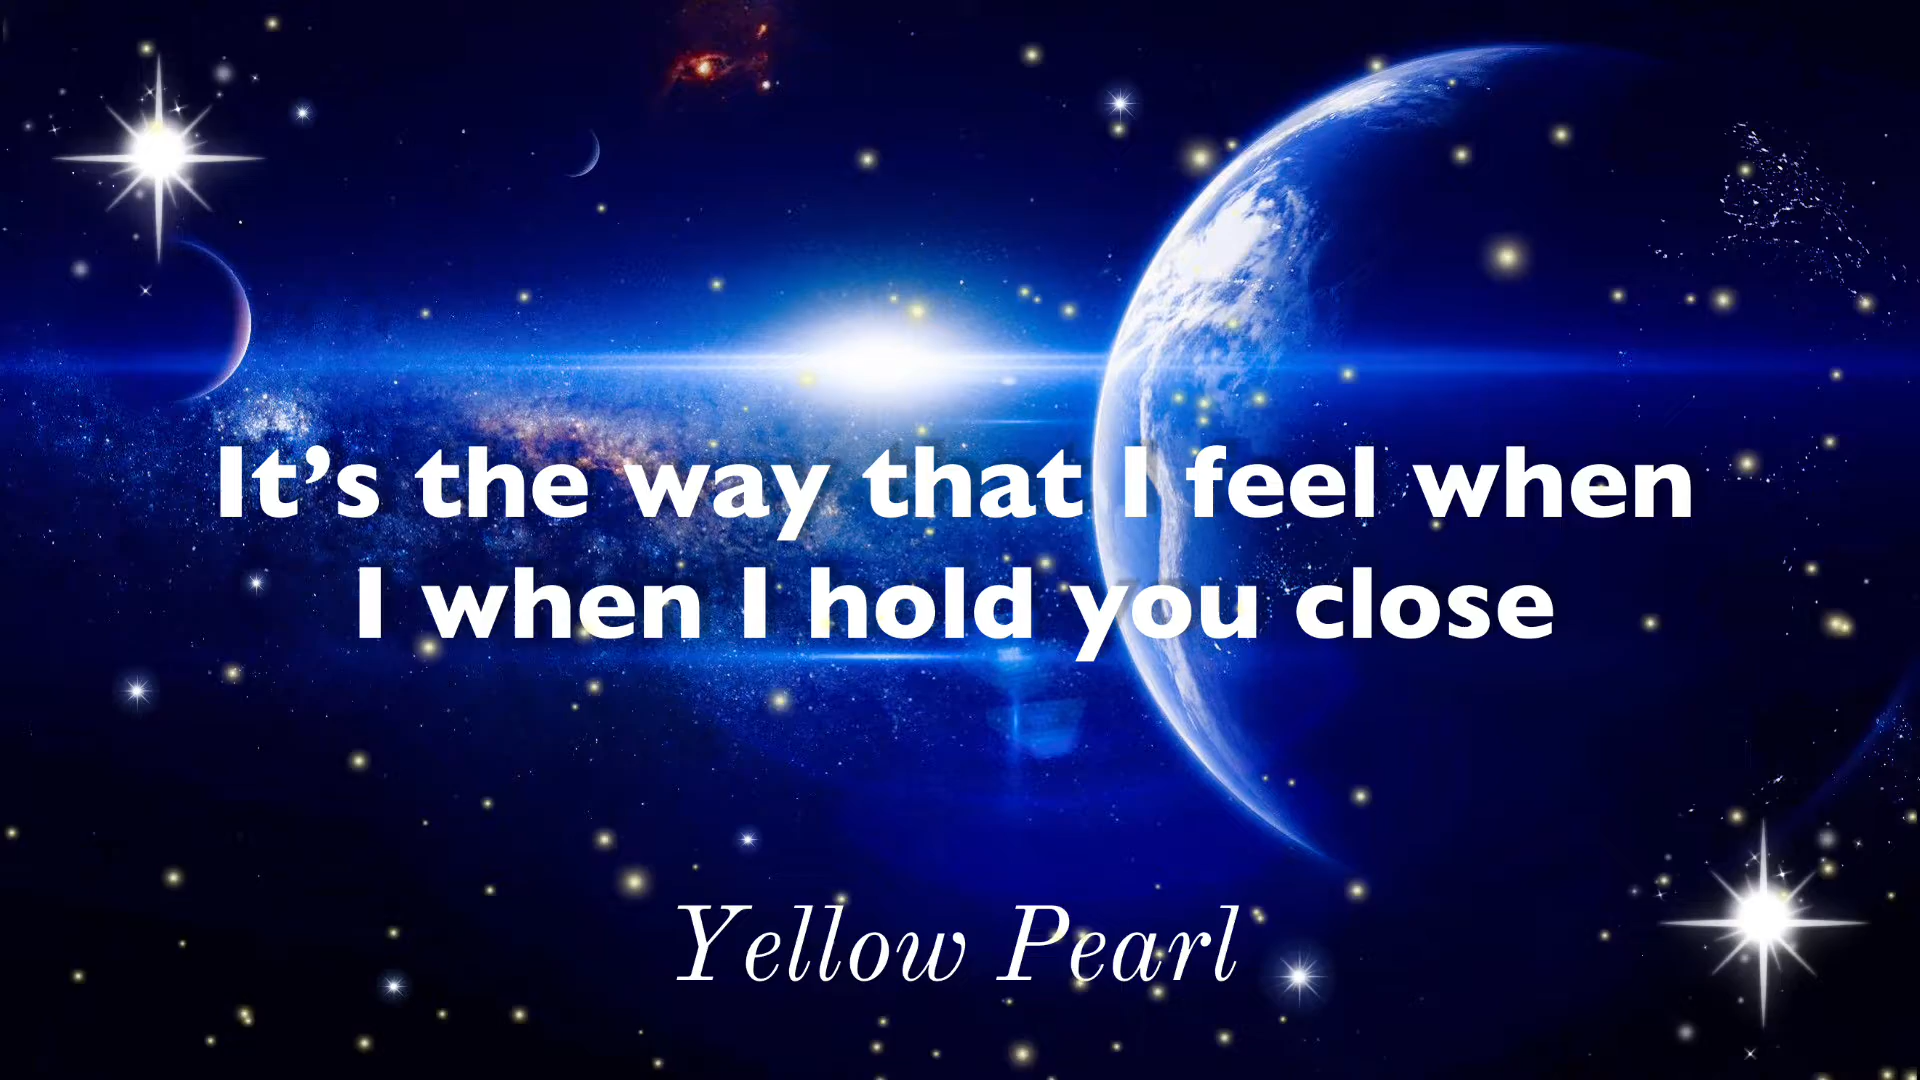 It’s the way that I feel when
I when I hold you close
Yellow Pearl